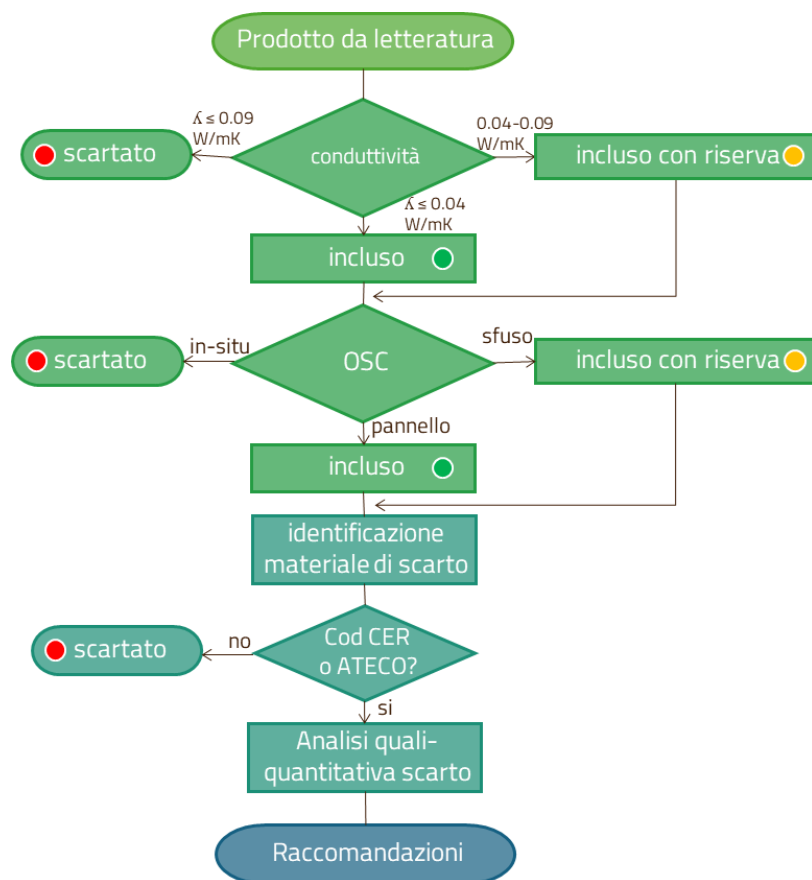 Prodotto da letteratura
ʎ ≤ 0.09
W/mK
0.04-0.09
W/mK
scartato
conduttività
incluso con riserva
ʎ ≤ 0.04
W/mK
incluso
in-situ
sfuso
scartato
OSC
incluso con riserva
pannello
incluso
identificazione
materiale di scarto
scartato
no
Cod CER
o ATECO?
si
Analisi quali-
quantitativa scarto
Raccomandazioni